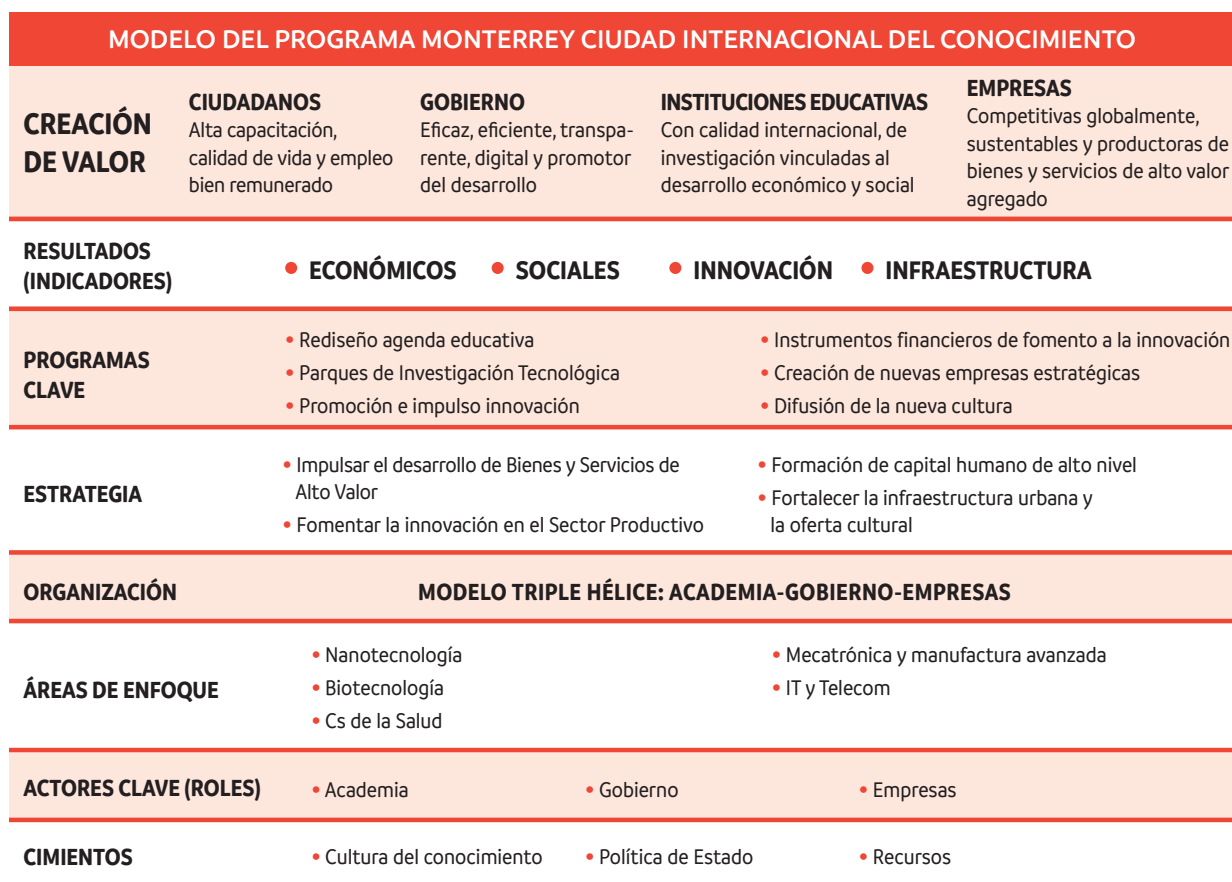 MODELO DEL PROGRAMA MONTERREY CIUDAD INTERNACIONAL DEL CONOCIMIENTO
CREACIÓN
DE VALOR
CIUDADANOS
Alta capacitación,
calidad de vida y empleo
bien remunerado
GOBIERNO
Eficaz, eficiente, transpa-
rente, digital y promotor
del desarrollo
INSTITUCIONES EDUCATIVAS
Con calidad internacional, de
investigación vinculadas al
desarrollo económico y social
EMPRESAS
Competitivas globalmente,
sustentables y productoras de
bienes y servicios de alto valor
agregado
RESULTADOS
(INDICADORES)
• ECONÓMICOS • SOCIALES • INNOVACIÓN • INFRAESTRUCTURA
PROGRAMAS
CLAVE
• Rediseño agenda educativa
• Parques de Investigación Tecnológica
• Promoción e impulso innovación
• Instrumentos financieros de fomento a la innovación
• Creación de nuevas empresas estratégicas
• Difusión de la nueva cultura
ESTRATEGIA
• Impulsar el desarrollo de Bienes y Servicios de
Alto Valor
• Fomentar la innovación en el Sector Productivo
• Formación de capital humano de alto nivel
• Fortalecer la infraestructura urbana y
la oferta cultural
ORGANIZACIÓN
MODELO TRIPLE HÉLICE: ACADEMIA-GOBIERNO-EMPRESAS
ÁREAS DE ENFOQUE
• Nanotecnología
• Biotecnología
• Cs de la Salud
• Mecatrónica y manufactura avanzada
• IT y Telecom
ACTORES CLAVE (ROLES)
• Academia • Gobierno • Empresas
CIMIENTOS
• Cultura del conocimiento • Política de Estado • Recursos